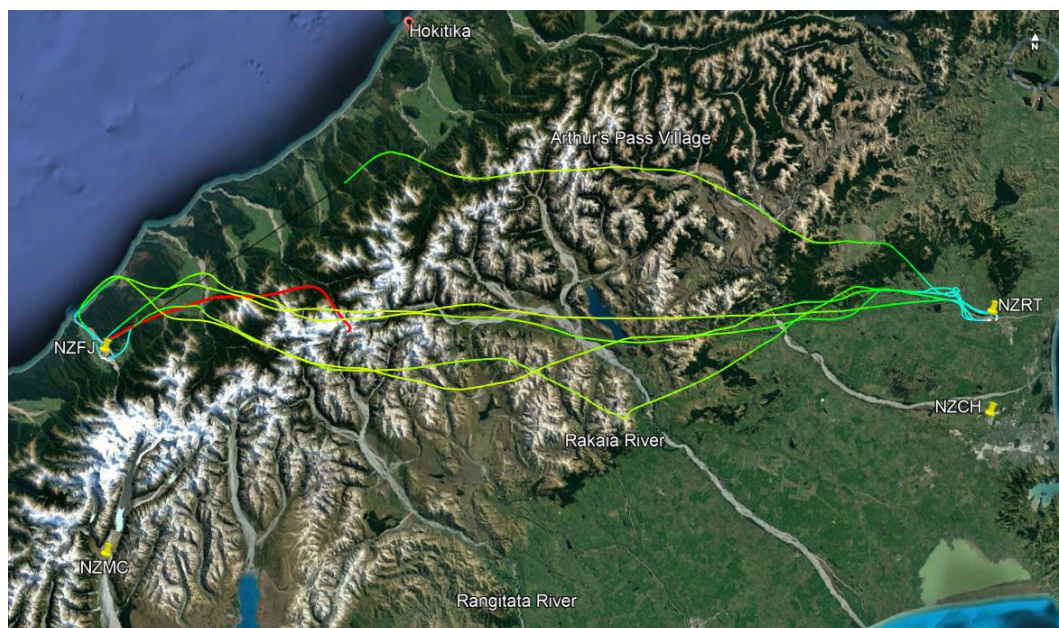 Hokitika
N
Arthur's Pass Village
NZRT
NZFJ
NZCH
Rakaia River
NZMC
Rangitata River